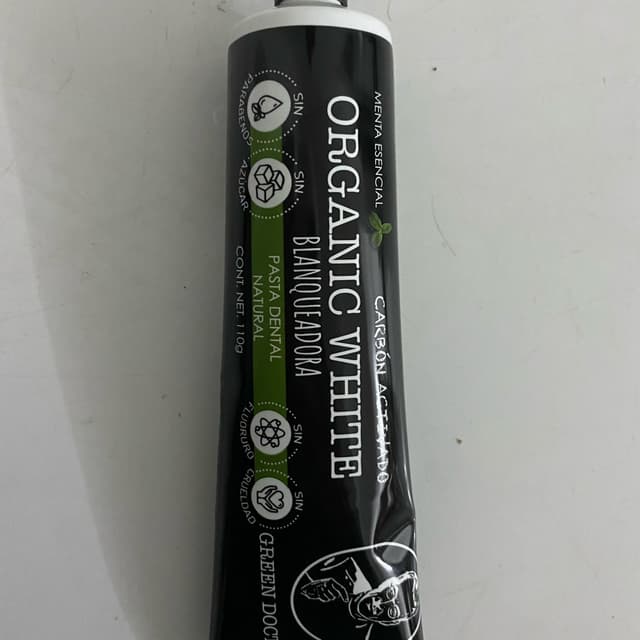 MENTA ESENCIAL
CARBÓN ACTIVADO
ORGANIC WHITE
BLANQUEADORA
SIN
PARABENOS
SIN
AZÚCAR
PASTA DENTAL
NATURAL
CONT. NET. 110g
SIN
FLUORURO
SIN
CRUELDAD
GREEN